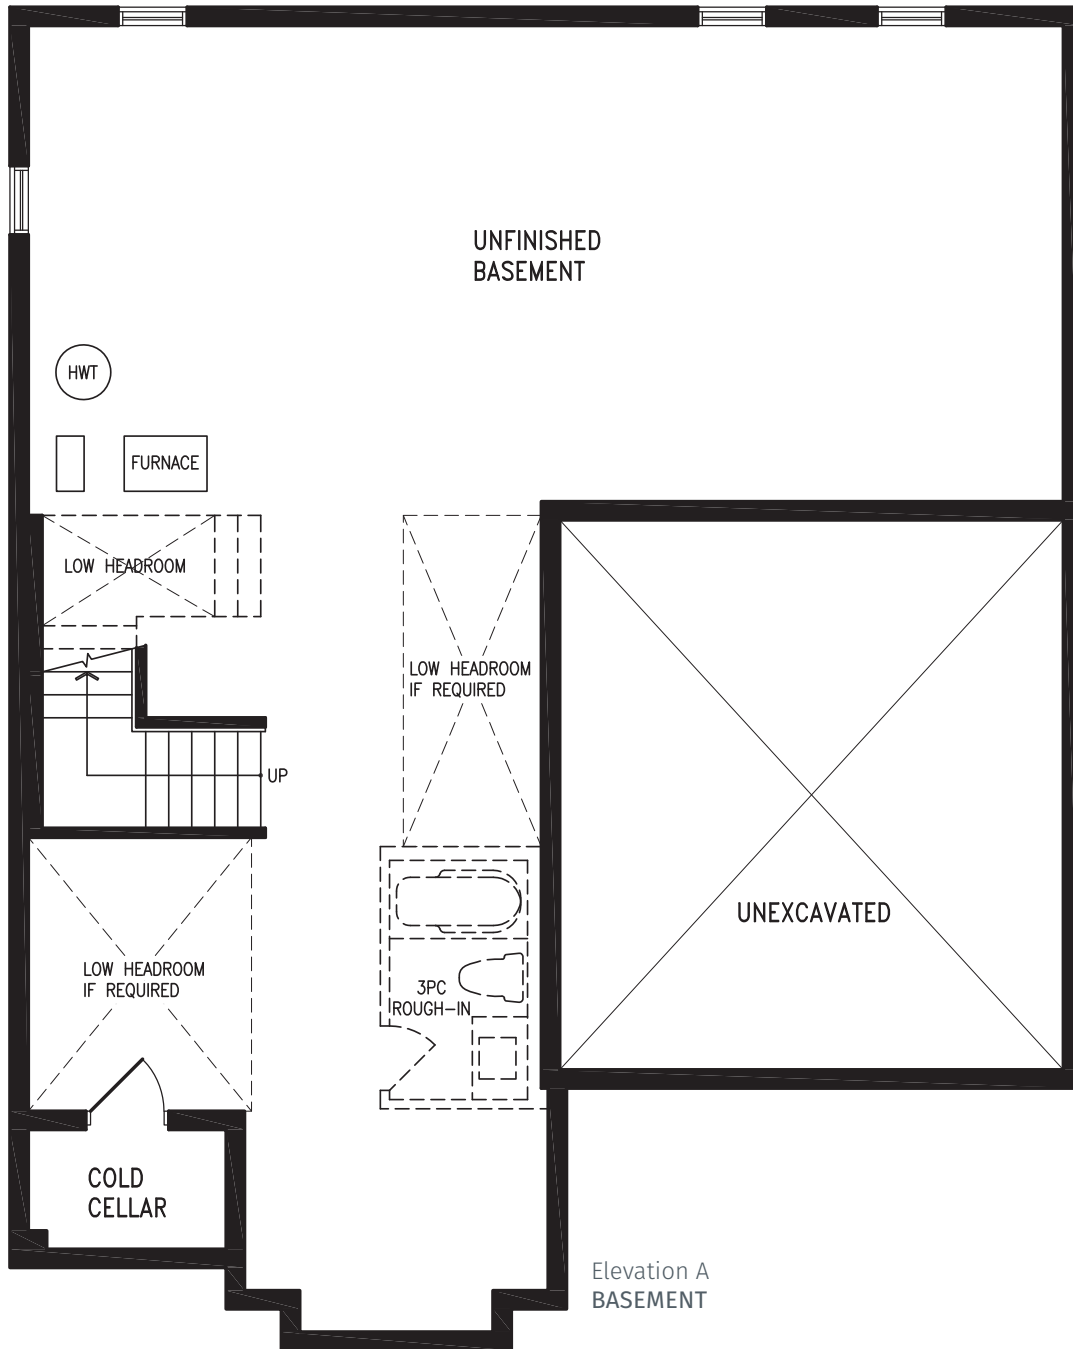 UNFINISHED
BASEMENT
HWT
FURNACE
LOW HEADROOM
LOW HEADROOM
IF REQUIRED
UP
UNEXCAVATED
LOW HEADROOM
IF REQUIRED
3PC
ROUGH-IN
COLD
CELLAR
Elevation A
BASEMENT